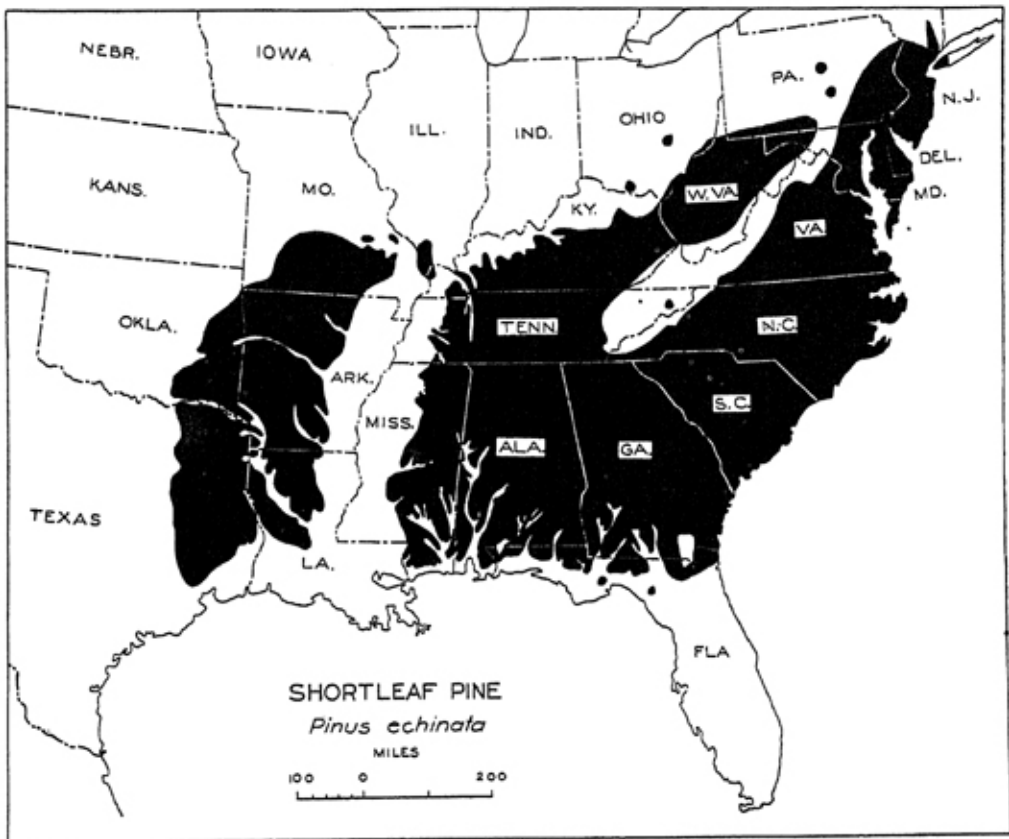 NEBR.
IOWA
ILL.
IND.
OHIO
PA.
N.J.
KANS.
MO.
KY.
W.VA.
DEL.
MD.
VA.
OKLA.
TENN.
N.C.
ARK.
MISS.
ALA.
GA.
S.C.
TEXAS
LA.
FLA
SHORTLEAF PINE
Pinus echinata
MILES
100 0 200